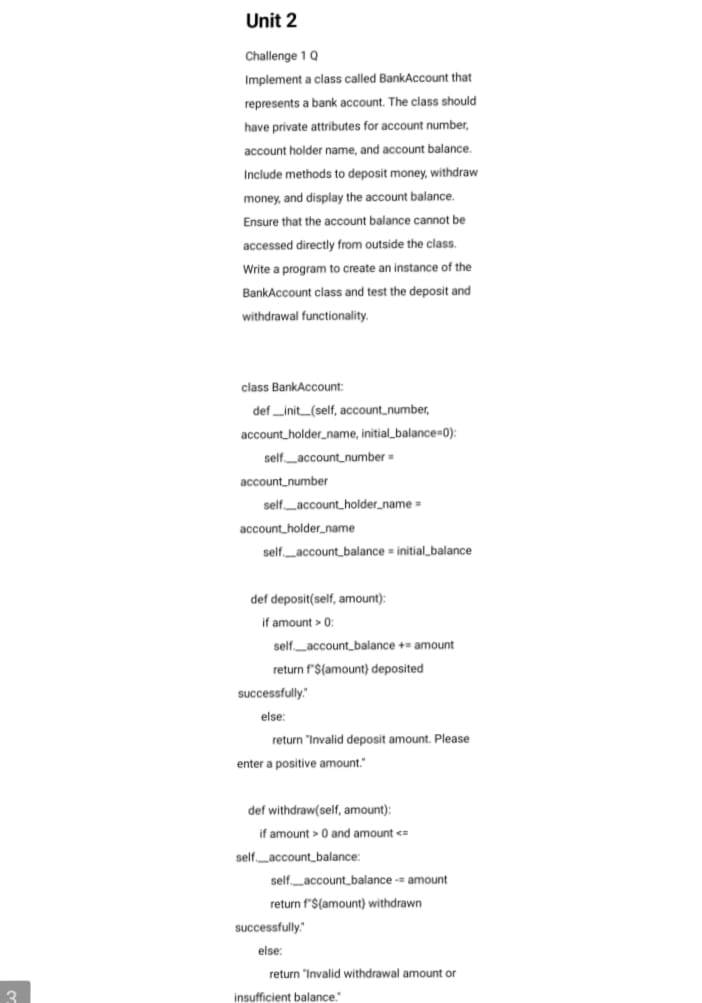 Unit 2
Challenge 1 Q
Implement a class called BankAccount that
represents a bank account. The class should
have private attributes for account number,
account holder name, and account balance.
Include methods to deposit money, withdraw
money, and display the account balance.
Ensure that the account balance cannot be
accessed directly from outside the class.
Write a program to create an instance of the
BankAccount class and test the deposit and
withdrawal functionality.
class BankAccount:
def __init__(self, account_number,
account_holder_name, initial_balance=0):
self.__account_number =
account_number
self.__account_holder_name =
account_holder_name
self.__account_balance = initial_balance
def deposit(self, amount):
if amount > 0:
self.__account_balance += amount
return f"${amount} deposited
successfully."
else:
return "Invalid deposit amount. Please
enter a positive amount."
def withdraw(self, amount):
if amount > 0 and amount <=
self.__account_balance:
self.__account_balance -= amount
return f"${amount} withdrawn
successfully."
else:
return "Invalid withdrawal amount or
insufficient balance."
3